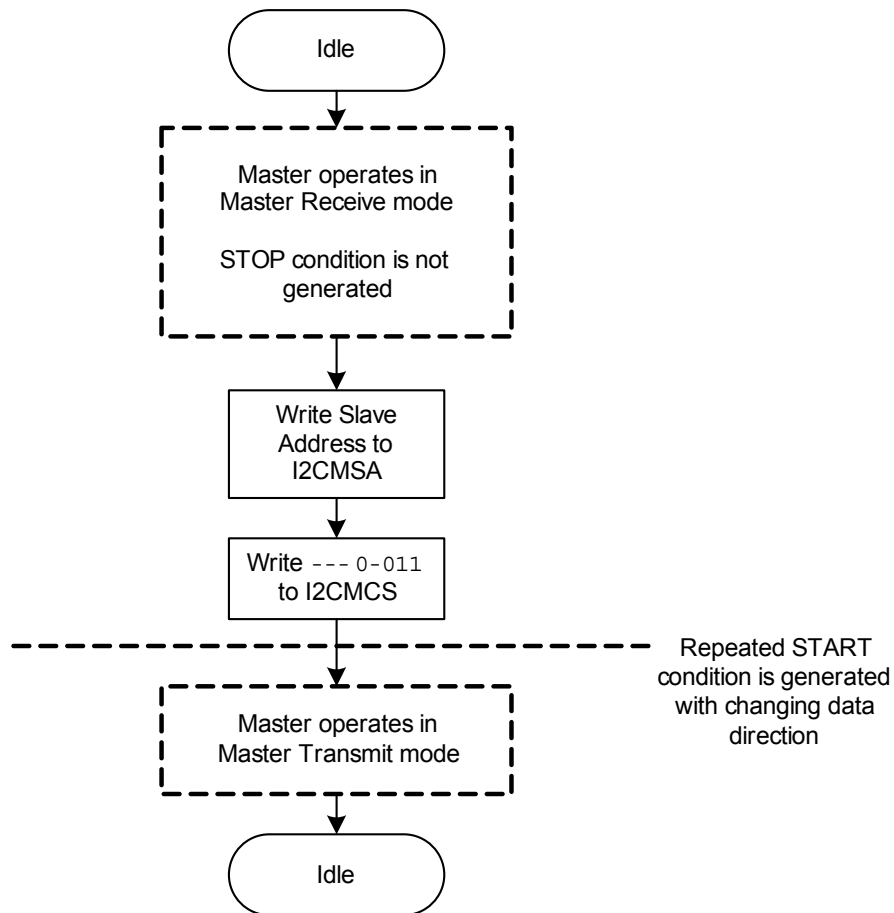 Idle
Master operates in
Master Receive mode
STOP condition is not
generated
Write Slave
Address to
I2CMSA
Write --- 0-011
to I2CMCS
Repeated START
condition is generated
with changing data
direction
Master operates in
Master Transmit mode
Idle